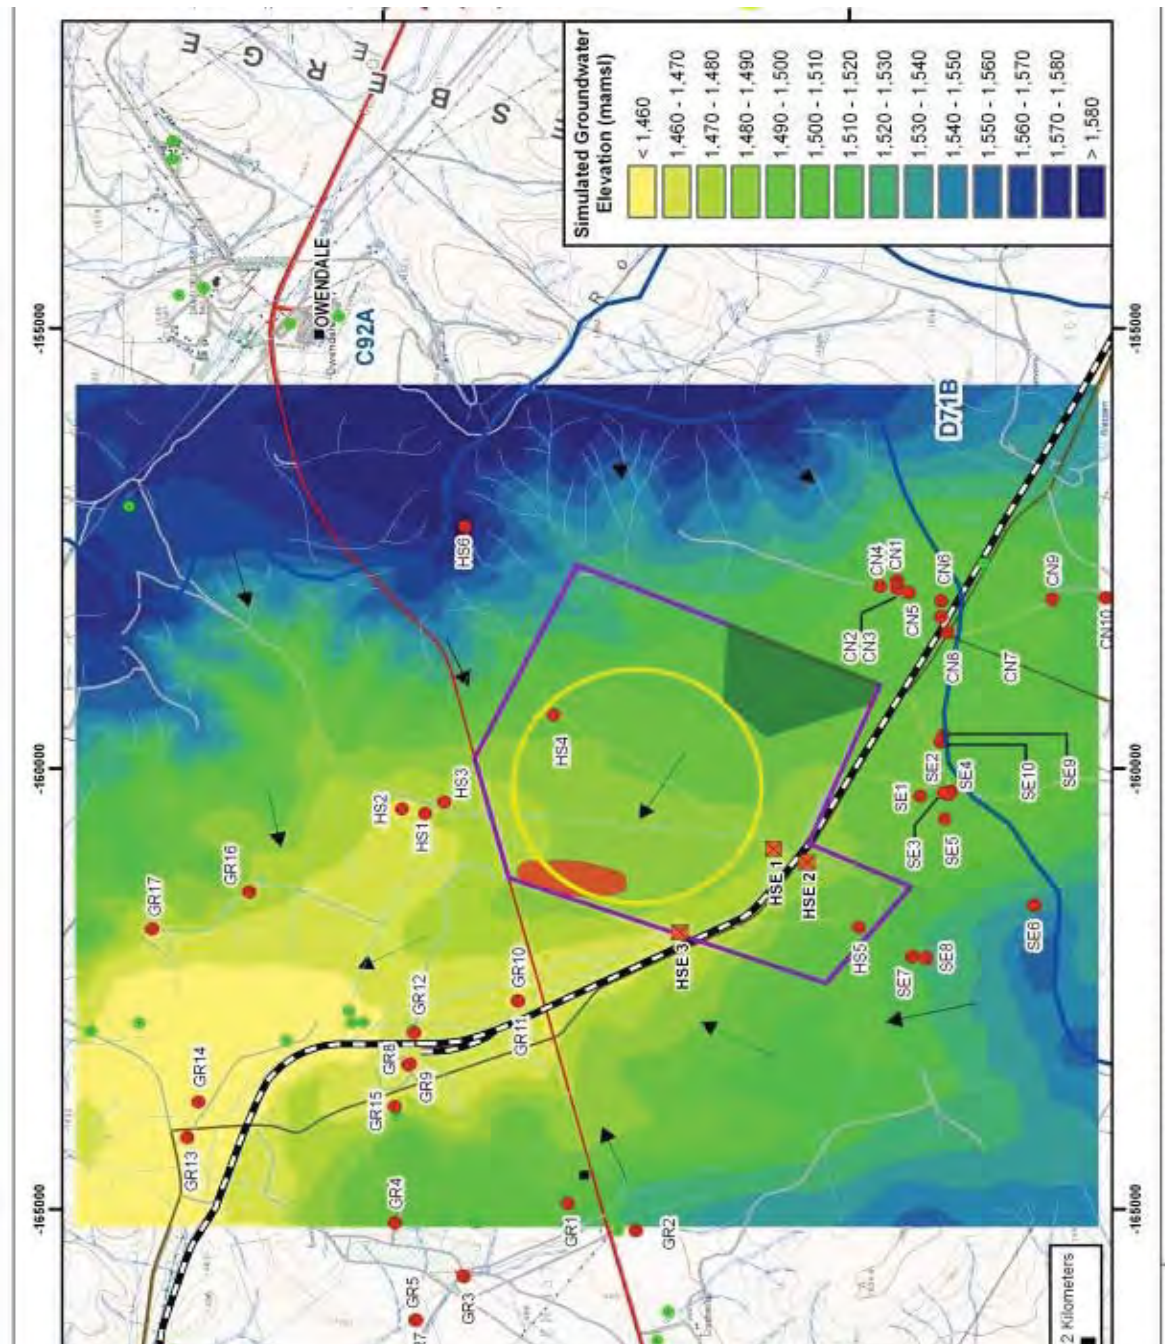 Simulated Groundwater
Elevation (mamsl)
< 1,460
1,460 - 1,470
1,470 - 1,480
1,480 - 1,490
1,490 - 1,500
1,500 - 1,510
1,510 - 1,520
1,520 - 1,530
1,530 - 1,540
1,540 - 1,550
1,550 - 1,560
1,560 - 1,570
1,570 - 1,580
> 1,580
-155000
-155000
-160000
-160000
-165000
-165000
OWENDALE
C92A
D71B
HS6
HS4
HS3
HS2
HS1
HS5
HSE 1
HSE 2
HSE 3
CN4
CN1
CN2
CN3
CN5
CN6
CN8
CN7
CN9
CN10
SE1
SE2
SE4
SE10
SE9
SE3
SE5
SE6
SE7
SE8
GR17
GR16
GR10
GR11
GR12
GR8
GR9
GR15
GR14
GR13
GR4
GR1
GR2
GR3
GR5
2 Kilometers